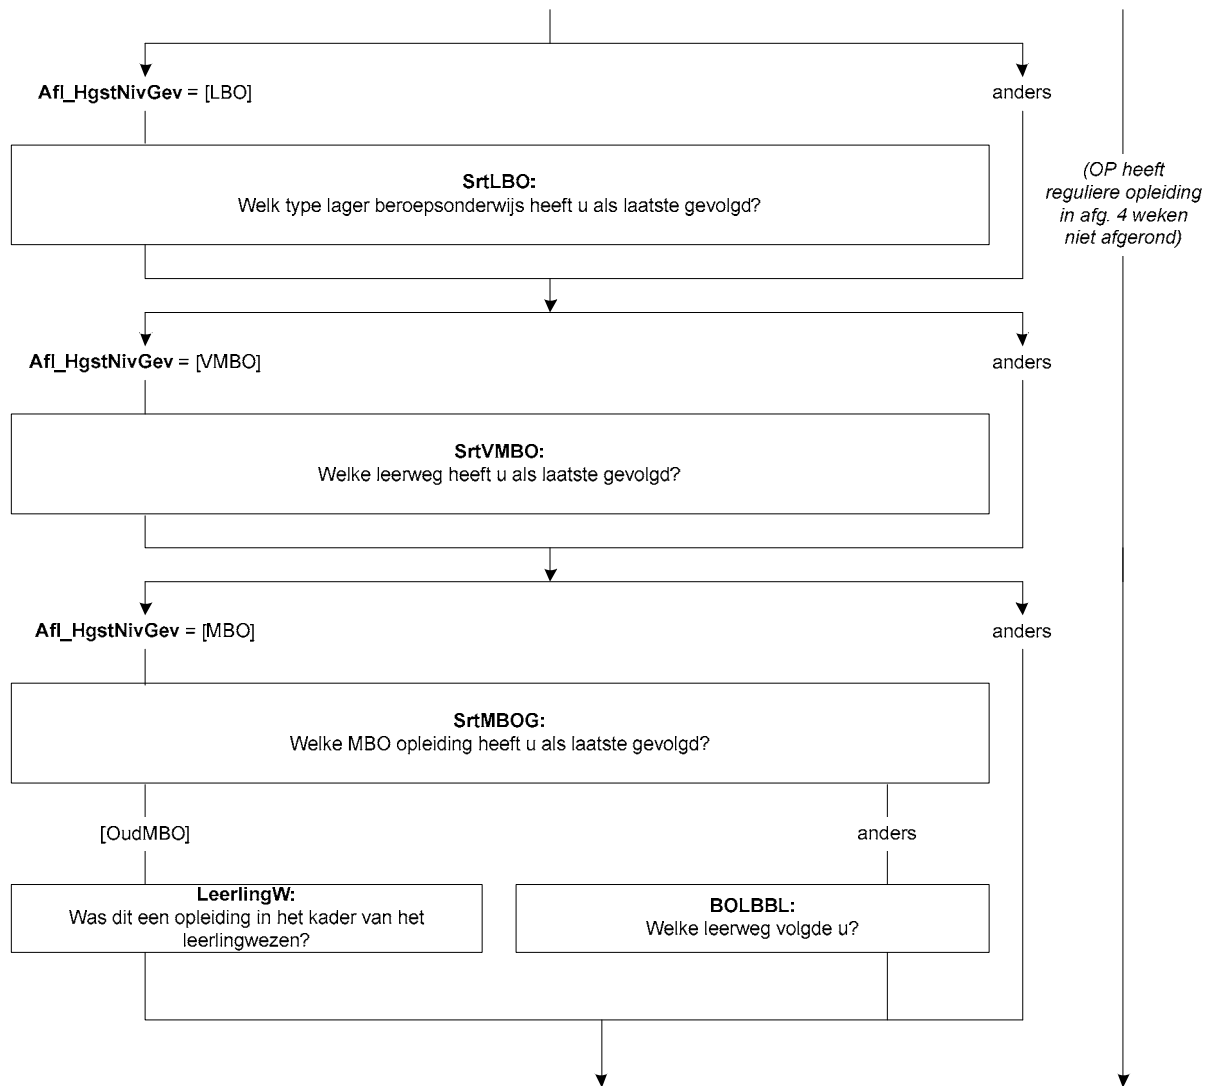 Afl_HgstNivGev = [LBO]
anders
SrtLBO:
Welk type lager beroepsonderwijs heeft u als laatste gevolgd?
(OP heeft
reguliere opleiding
in afg. 4 weken
niet afgerond)
Afl_HgstNivGev = [VMBO]
anders
SrtVMBO:
Welke leerweg heeft u als laatste gevolgd?
Afl_HgstNivGev = [MBO]
anders
SrtMBOG:
Welke MBO opleiding heeft u als laatste gevolgd?
[OudMBO]
anders
LeerlingW:
Was dit een opleiding in het kader van het
leerlingwezen?
BOLBBL:
Welke leerweg volgde u?